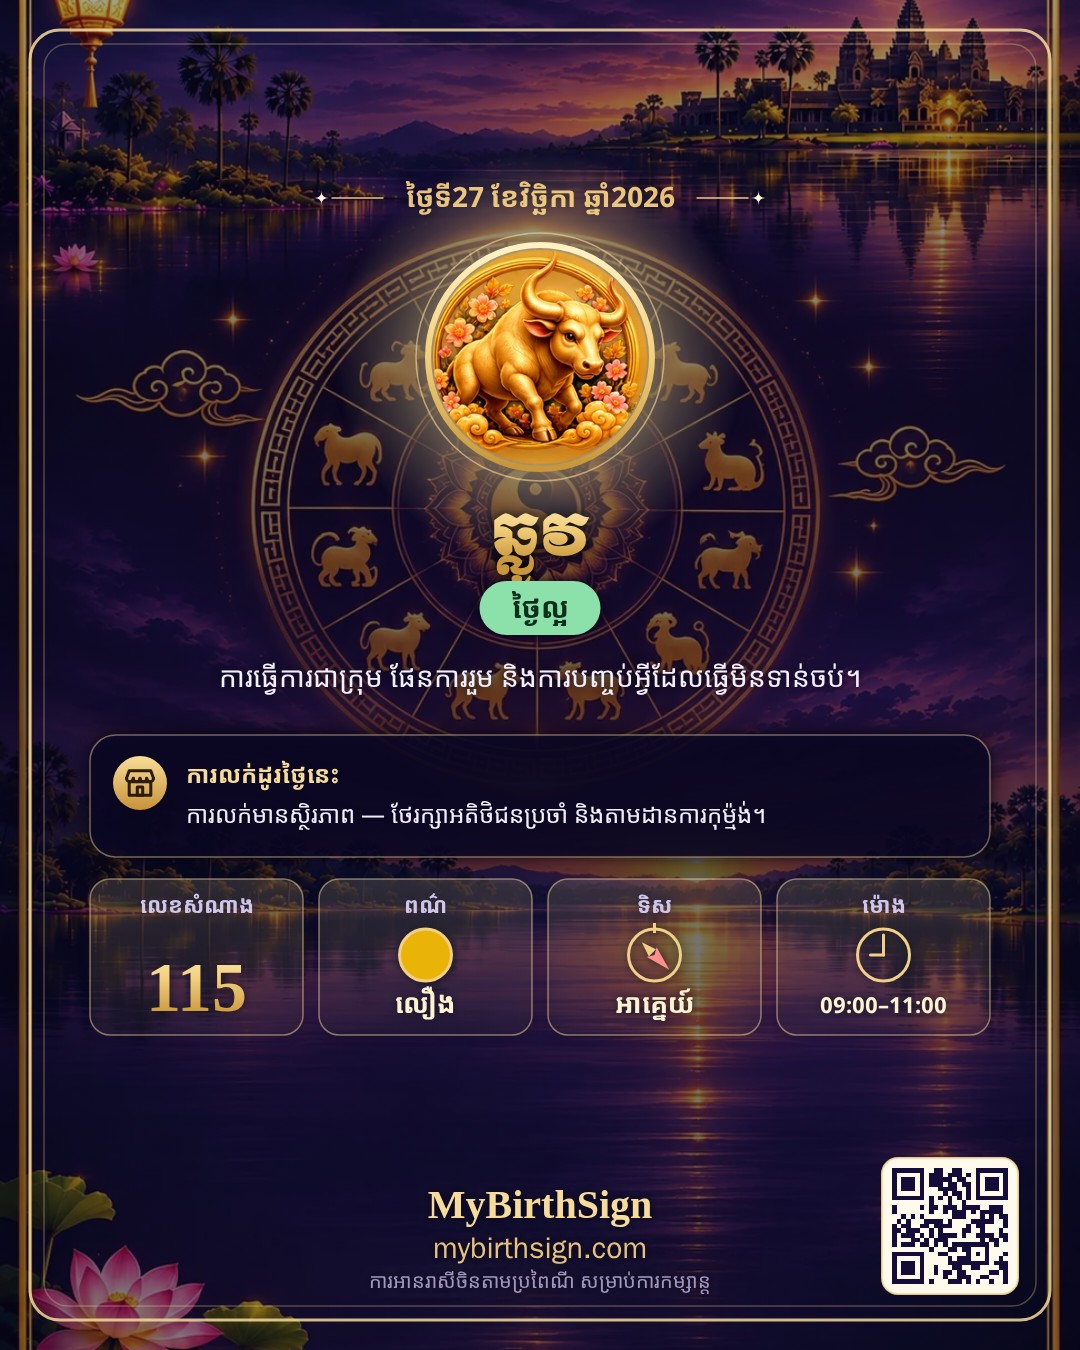 ថ្ងៃទី27 ខែវិច្ឆិកា ឆ្នាំ2026
ឆ្លូវ
ថ្ងៃល្អ
ការធ្វើការជាក្រុម ផែនការរួម និងការបញ្ចប់អ្វីដែលធ្វើមិនទាន់ចប់។
ការលក់ដូរថ្ងៃនេះ
ការលក់មានស្ថិរភាព — ថែរក្សាអតិថិជនប្រចាំ និងតាមដានការកុម្ម៉ង់។
លេខសំណាង
115
ពណ៌
លឿង
ទិស
អាគ្នេយ៍
ម៉ោង
09:00–11:00
MyBirthSign
mybirthsign.com
ការអានរាសីចិនតាមប្រពៃណី សម្រាប់ការកម្សាន្ត